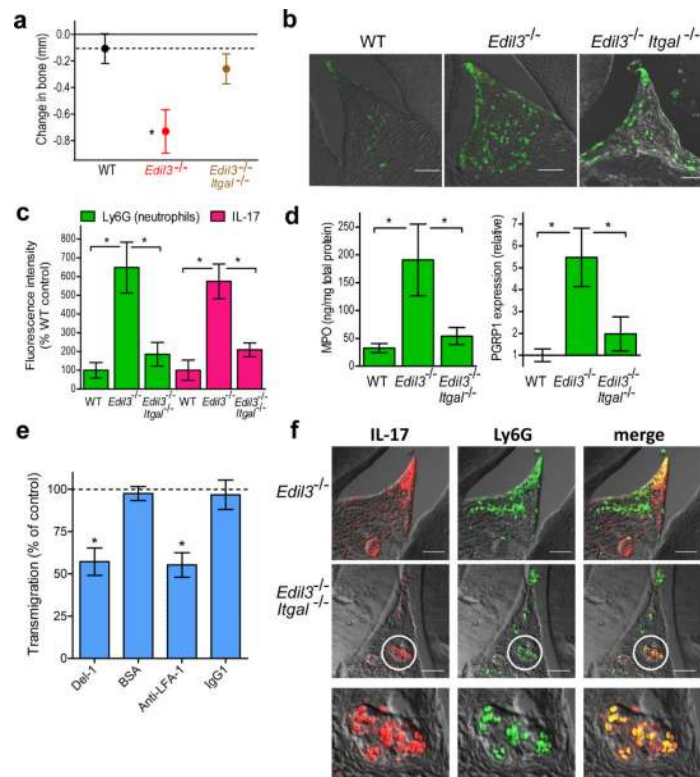 a
0.0
-0.2
-0.4
-0.6
-0.8
Change in bone (mm)
*
WT
Edil3-/-
Edil3-/-
Itgal-/-
b
WT
Edil3-/-
Edil3-/- Itgal -/-
c
Ly6G (neutrophils)
IL-17
Fluorescence intensity
(% WT control)
800
700
600
500
400
300
200
100
0
* * * *
WT
Edil3-/-
Edil3-/-
Itgal-/-
WT
Edil3-/-
Edil3-/-
Itgal-/-
d
MPO (ng/mg total protein)
250
200
150
100
50
0
* *
WT
Edil3-/-
Edil3-/-
Itgal-/-
PGRP1 expression (relative)
7
6
5
4
3
2
1
* *
WT
Edil3-/-
Edil3-/-
Itgal-/-
e
Transmigration (% of control)
100
75
50
25
0
*
*
Del-1
BSA
Anti-LFA-1
IgG1
f
IL-17
Ly6G
merge
Edil3-/-
Edil3-/-
Itgal -/-